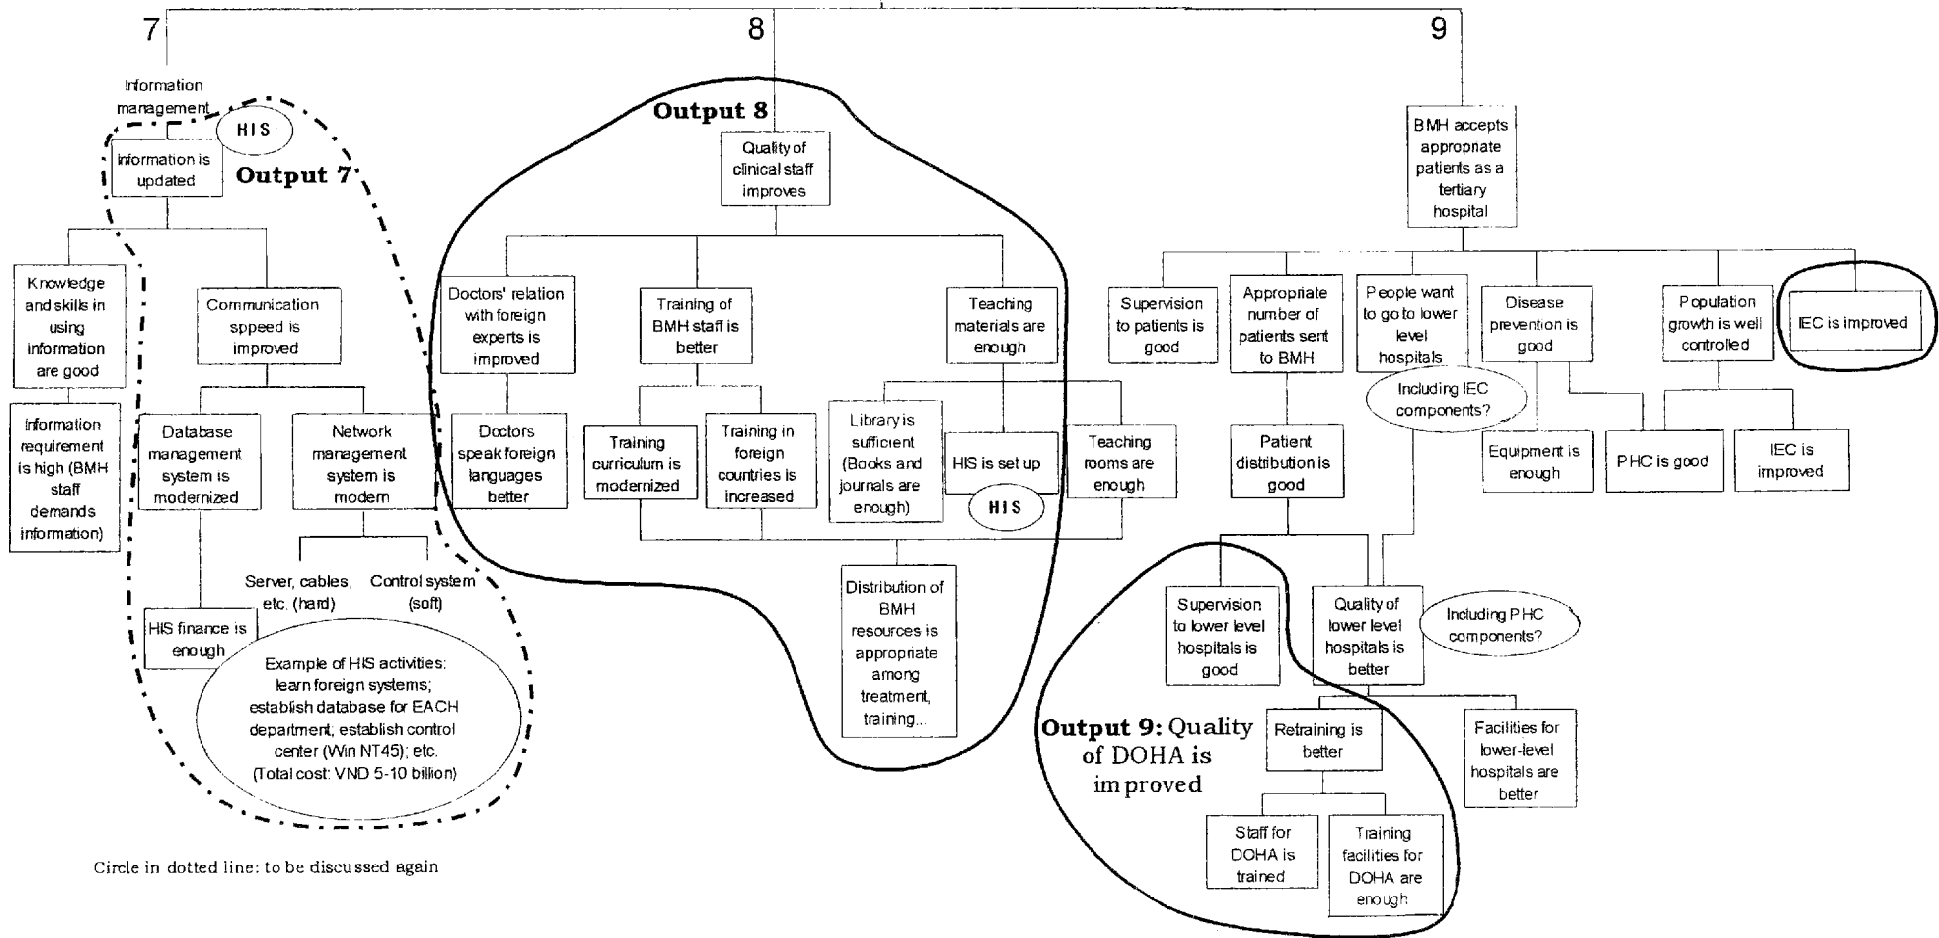 7
8
9
Information
management
HIS
Information is
updated
Output 7
Knowledge
and skills in
using
information
are good
Communication
sppeed is
improved
Information
requirement
is high (BMH
staff
demands
information)
Database
management
system is
modernized
Network
management
system is
modern
Server, cables,
etc. (hard)
Control system
(soft)
HIS finance is
enough
Example of HIS activities:
learn foreign systems;
establish database for EACH
department; establish control
center (Win NT45); etc.
(Total cost: VND 5-10 billion)
Circle in dotted line: to be discussed again
Output 8
Quality of
clinical staff
improves
Doctors' relation
with foreign
experts is
improved
Training of
BMH staff is
better
Teaching
materials are
enough
Doctors
speak foreign
languages
better
Training
curriculum is
modernized
Training in
foreign
countries is
increased
Library is
sufficient
(Books and
journals are
enough)
HIS is set up
HIS
Teaching
rooms are
enough
Distribution of
BMH
resources is
appropriate
among
treatment,
training...
BMH accepts
appropriate
patients as a
tertiary
hospital
Supervision
to patients is
good
Appropriate
number of
patients sent
to BMH
People want
to go to lower
level
hospitals
Disease
prevention is
good
Population
growth is well
controlled
IEC is improved
Including IEC
components?
Patient
distribution is
good
Equipment is
enough
PHC is good
IEC is
improved
Supervision
to lower level
hospitals is
good
Quality of
lower level
hospitals is
better
Including PHC
components?
Output 9: Quality
of DOHA is
improved
Retraining is
better
Facilities for
lower-level
hospitals are
better
Staff for
DOHA is
trained
Training
facilities for
DOHA are
enough